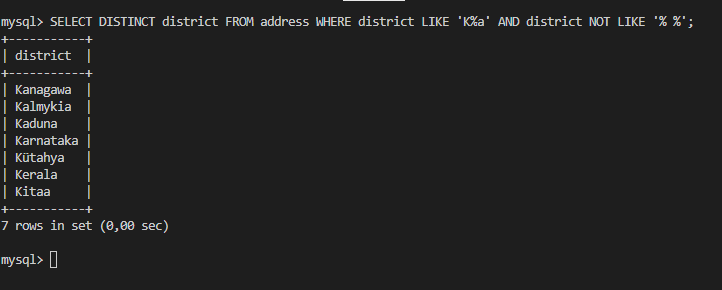 mysql> SELECT DISTINCT district FROM address WHERE district LIKE 'K%a' AND district NOT LIKE '% %';
+-----------+
| district  |
+-----------+
| Kanagawa  |
| Kalmykia  |
| Kaduna    |
| Karnataka |
| Kütahya   |
| Kerala    |
| Kitaa     |
+-----------+
7 rows in set (0,00 sec)
mysql>